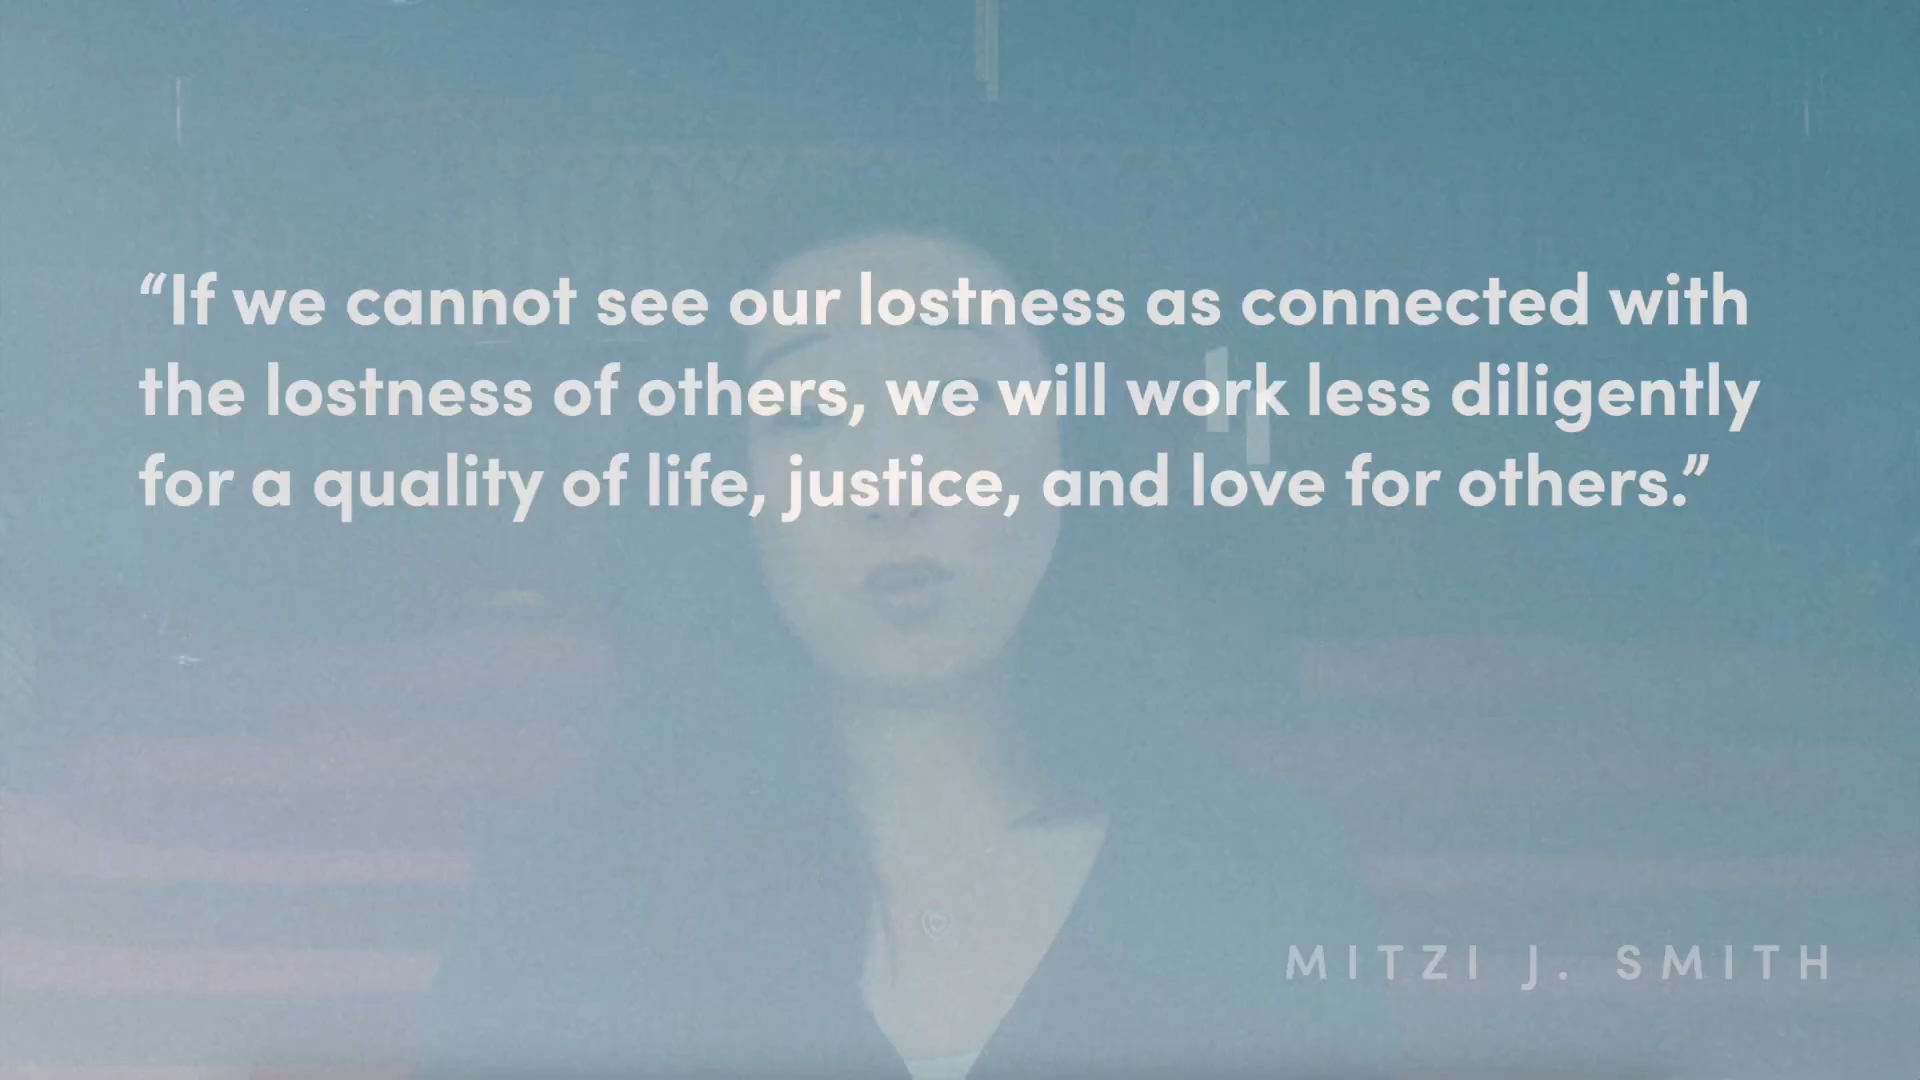 “If we cannot see our lostness as connected with
the lostness of others, we will work less diligently
for a quality of life, justice, and love for others.”
MITZI J. SMITH